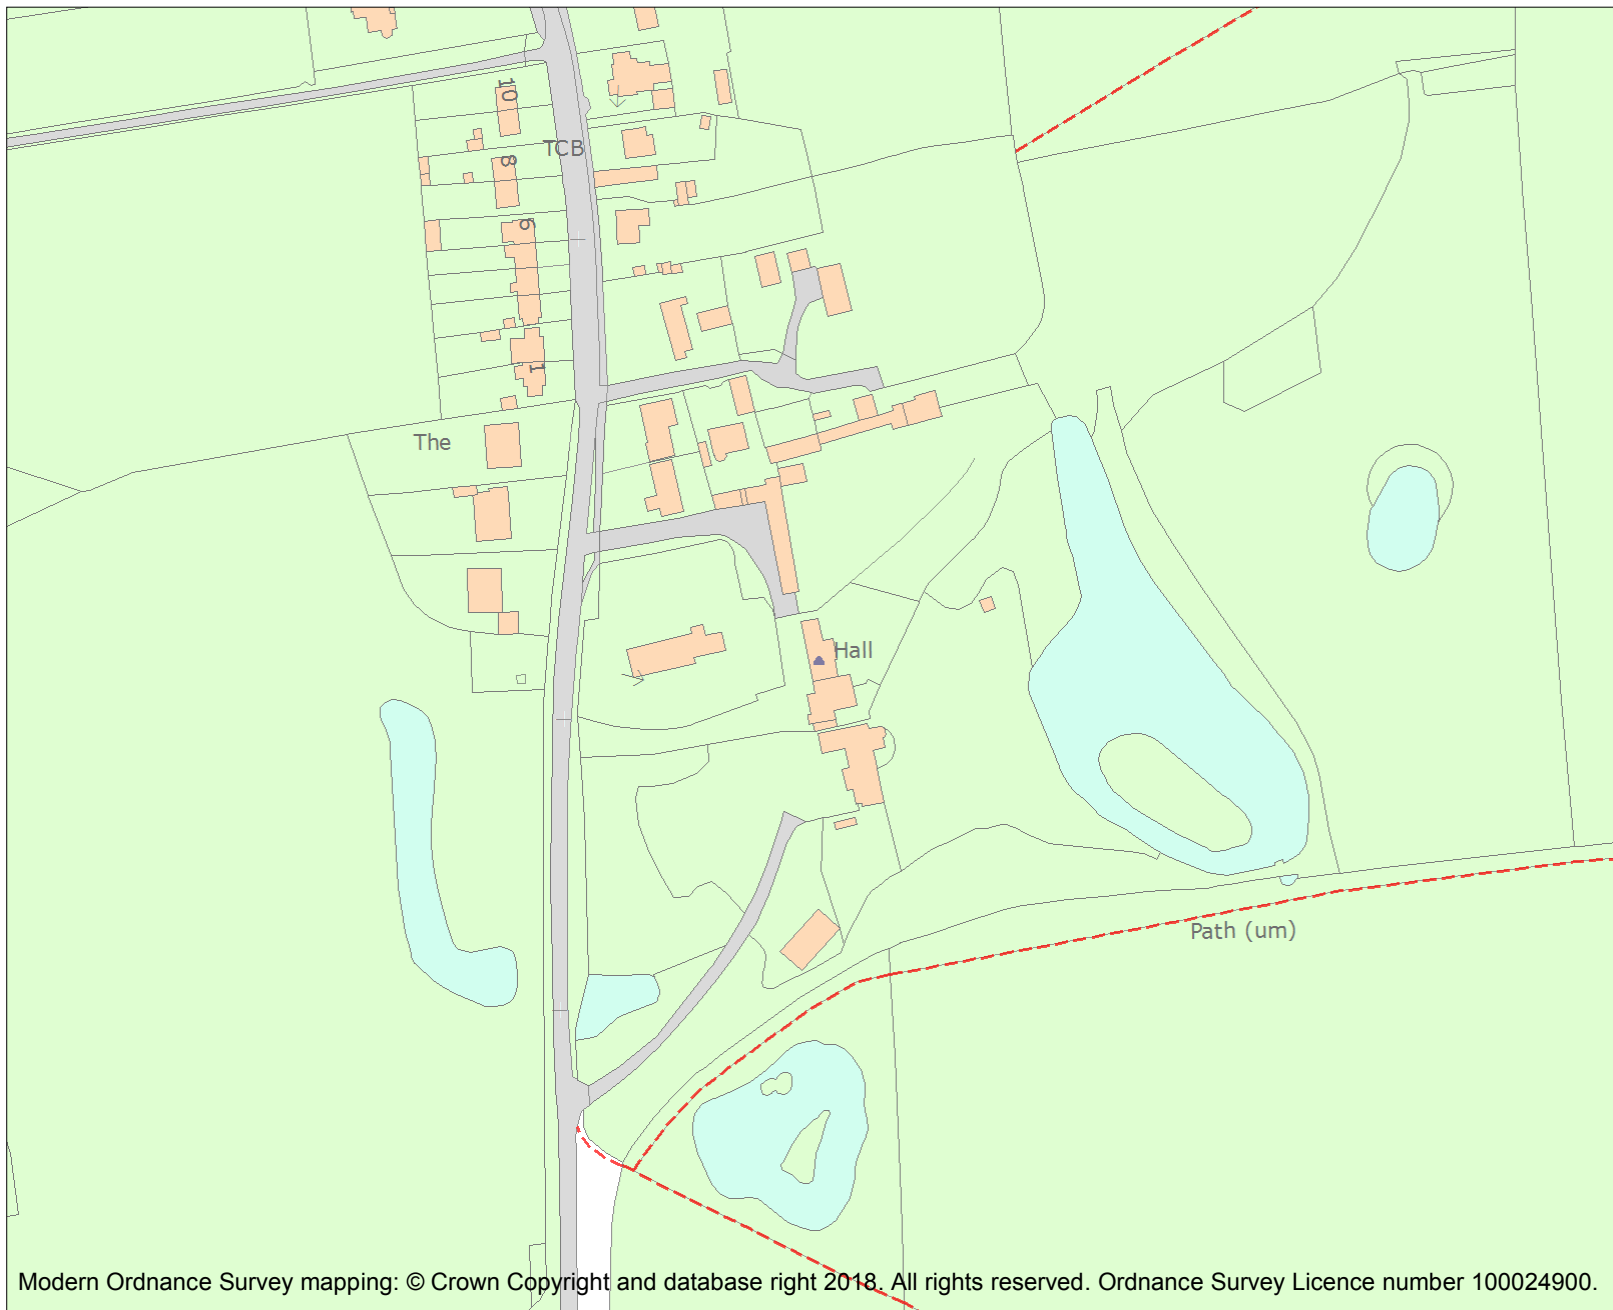 10
TCB
8
6
1
The
Hall
Path (um)
Modern Ordnance Survey mapping: © Crown Copyright and database right 2018. All rights reserved. Ordnance Survey Licence number 100024900.